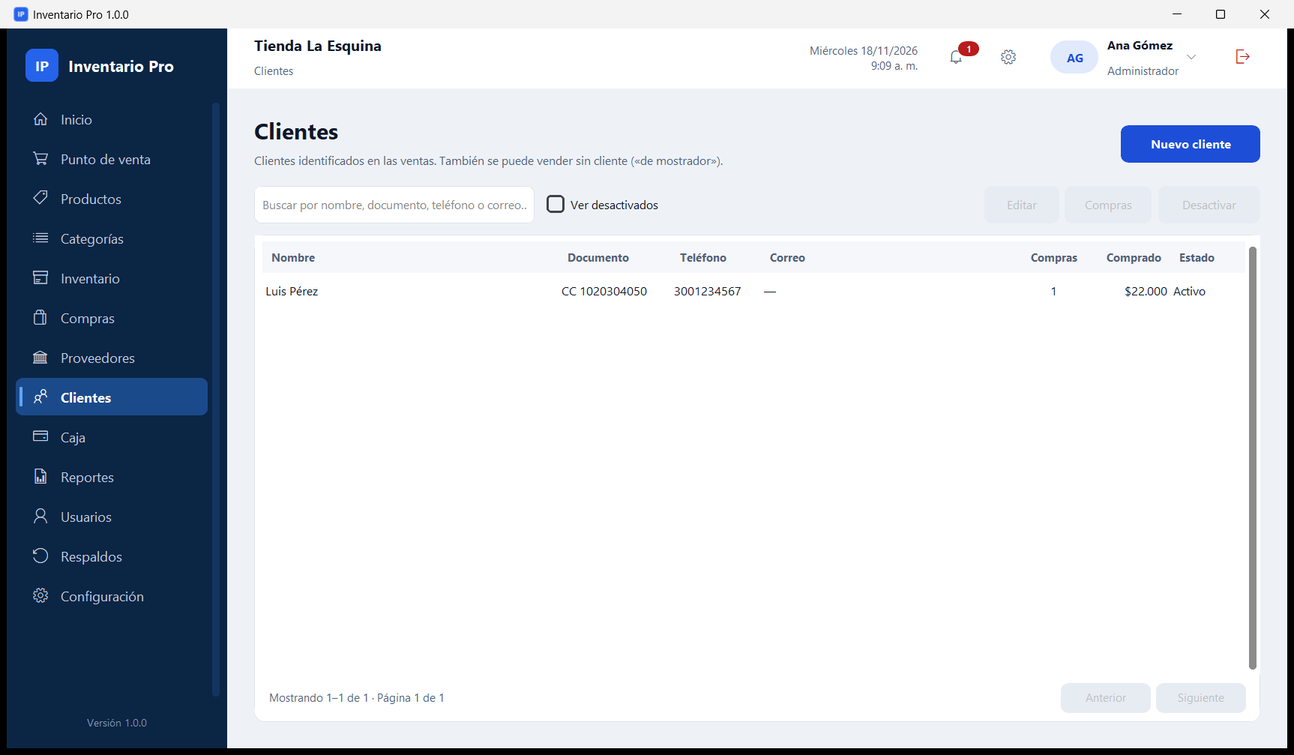 IP Inventario Pro 1.0.0
IP Inventario Pro
Inicio
Punto de venta
Productos
Categorías
Inventario
Compras
Proveedores
Clientes
Caja
Reportes
Usuarios
Respaldos
Configuración
Versión 1.0.0
Tienda La Esquina
Clientes
Miércoles 18/11/2026
9:09 a. m.
1
AG
Ana Gómez
Administrador
Clientes
Clientes identificados en las ventas. También se puede vender sin cliente («de mostrador»).
Nuevo cliente
Buscar por nombre, documento, teléfono o correo..
Ver desactivados
Editar Compras Desactivar
Nombre Documento Teléfono Correo Compras Comprado Estado
Luis Pérez CC 1020304050 3001234567 — 1 $22.000 Activo
Mostrando 1–1 de 1 · Página 1 de 1
Anterior Siguiente